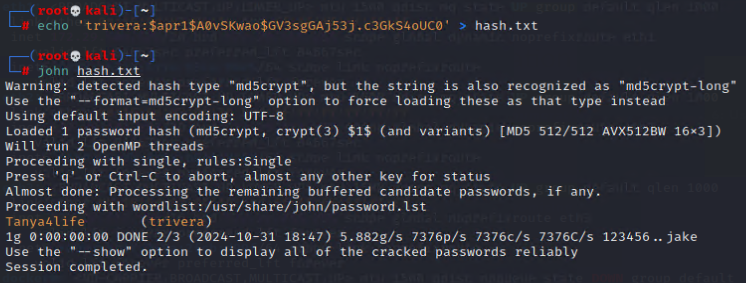 ┌──(root💀kali)-[~]
└─# echo 'trivera:$apr1$A0vSKwao$GV3sgGAj53j.c3GkS4oUC0' > hash.txt
┌──(root💀kali)-[~]
└─# john hash.txt
Warning: detected hash type "md5crypt", but the string is also recognized as "md5crypt-long"
Use the "--format=md5crypt-long" option to force loading these as that type instead
Using default input encoding: UTF-8
Loaded 1 password hash (md5crypt, crypt(3) $1$ (and variants) [MD5 512/512 AVX512BW 16×3])
Will run 2 OpenMP threads
Proceeding with single, rules:Single
Press 'q' or Ctrl-C to abort, almost any other key for status
Almost done: Processing the remaining buffered candidate passwords, if any.
Proceeding with wordlist:/usr/share/john/password.lst
Tanya4life (trivera)
1g 0:00:00:00 DONE 2/3 (2024-10-31 18:47) 5.882g/s 7376p/s 7376c/s 7376C/s 123456..jake
Use the "--show" option to display all of the cracked passwords reliably
Session completed.